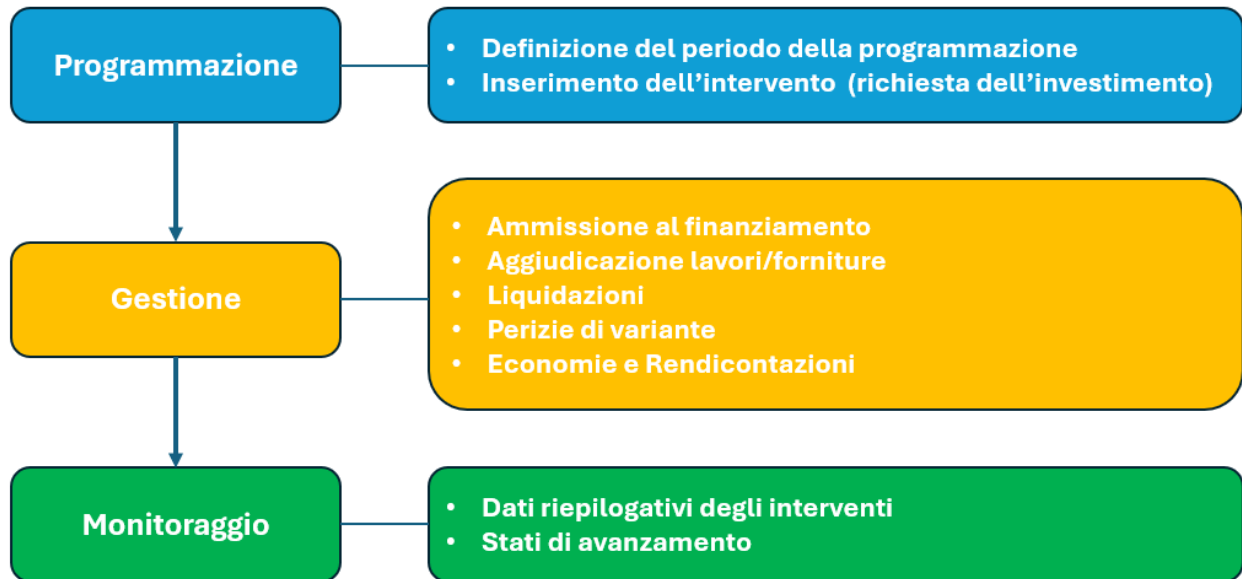 Programmazione
• Definizione del periodo della programmazione
• Inserimento dell’intervento (richiesta dell’investimento)
Gestione
• Ammissione al finanziamento
• Aggiudicazione lavori/forniture
• Liquidazioni
• Perizie di variante
• Economie e Rendicontazioni
Monitoraggio
• Dati riepilogativi degli interventi
• Stati di avanzamento